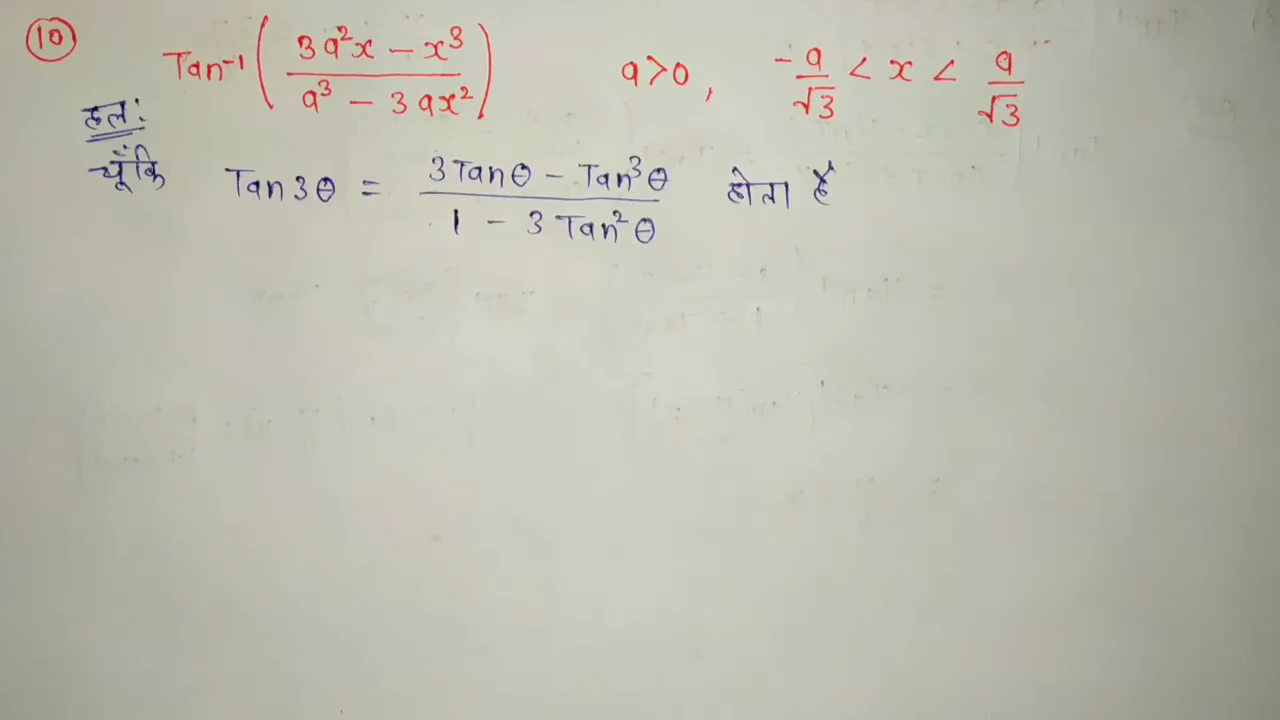 (10) Tan⁻¹ ( (3a²x − x³) / (a³ − 3ax²) )   a>0,   -a/√3 < x < a/√3
हल:
चूँकि Tan3θ = (3Tanθ − Tan³θ) / (1 − 3Tan²θ) होता है